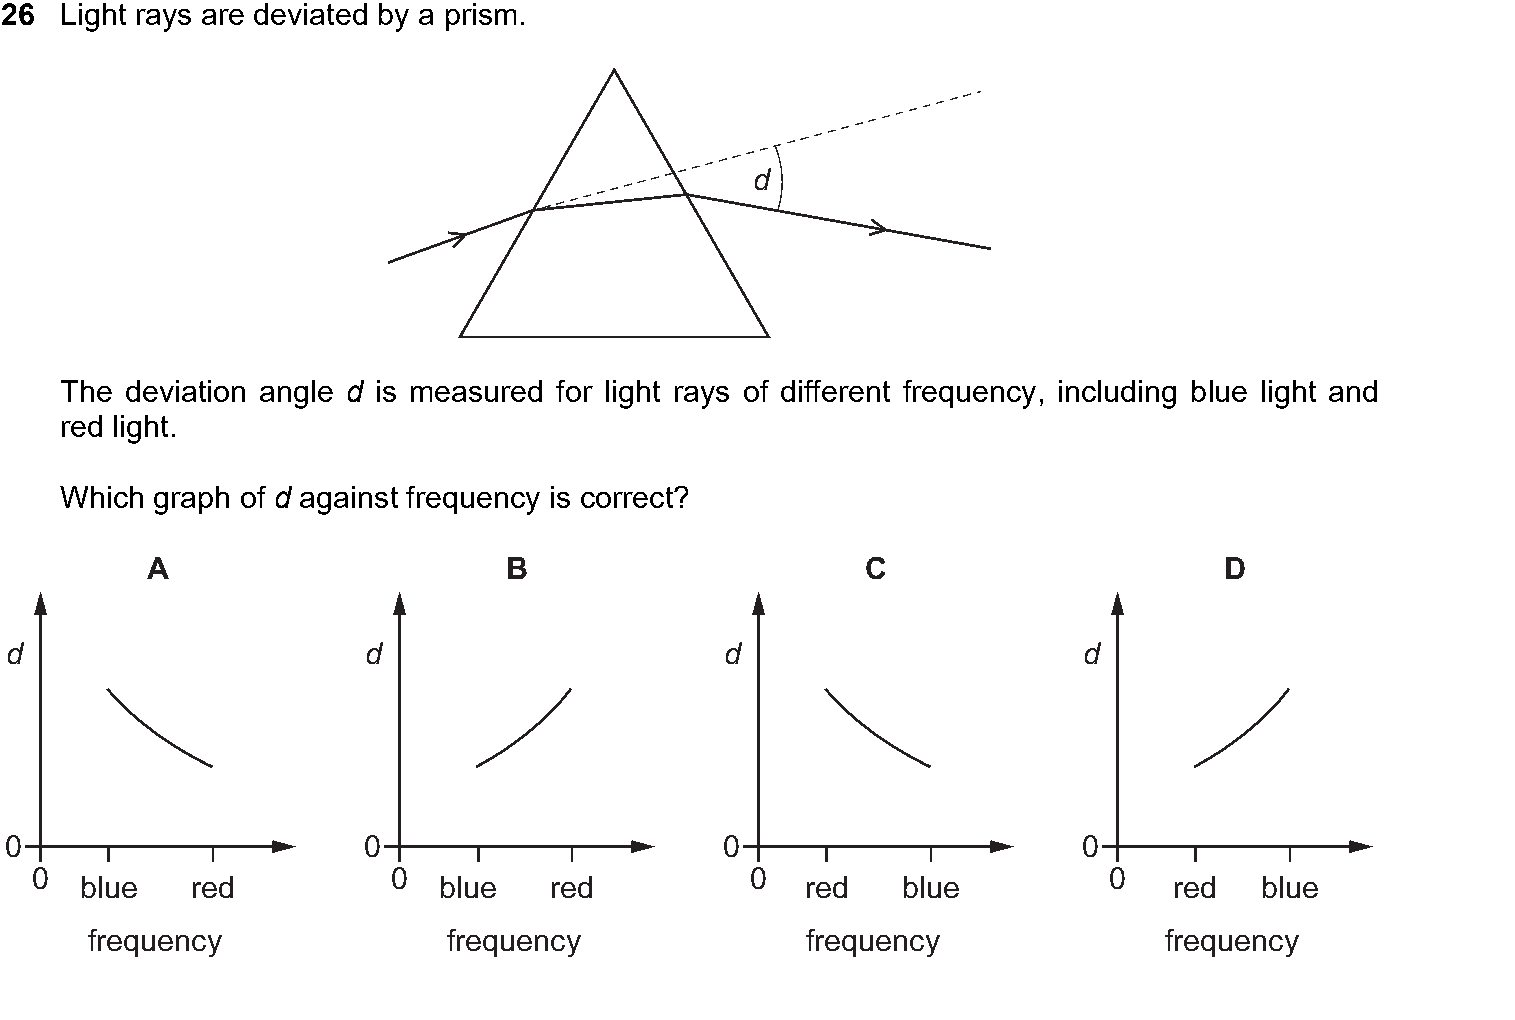 26 Light rays are deviated by a prism.
d
The deviation angle d is measured for light rays of different frequency, including blue light and
red light.
Which graph of d against frequency is correct?
A
d
0
0
blue
red
frequency
B
d
0
0
blue
red
frequency
C
d
0
0
red
blue
frequency
D
d
0
0
red
blue
frequency